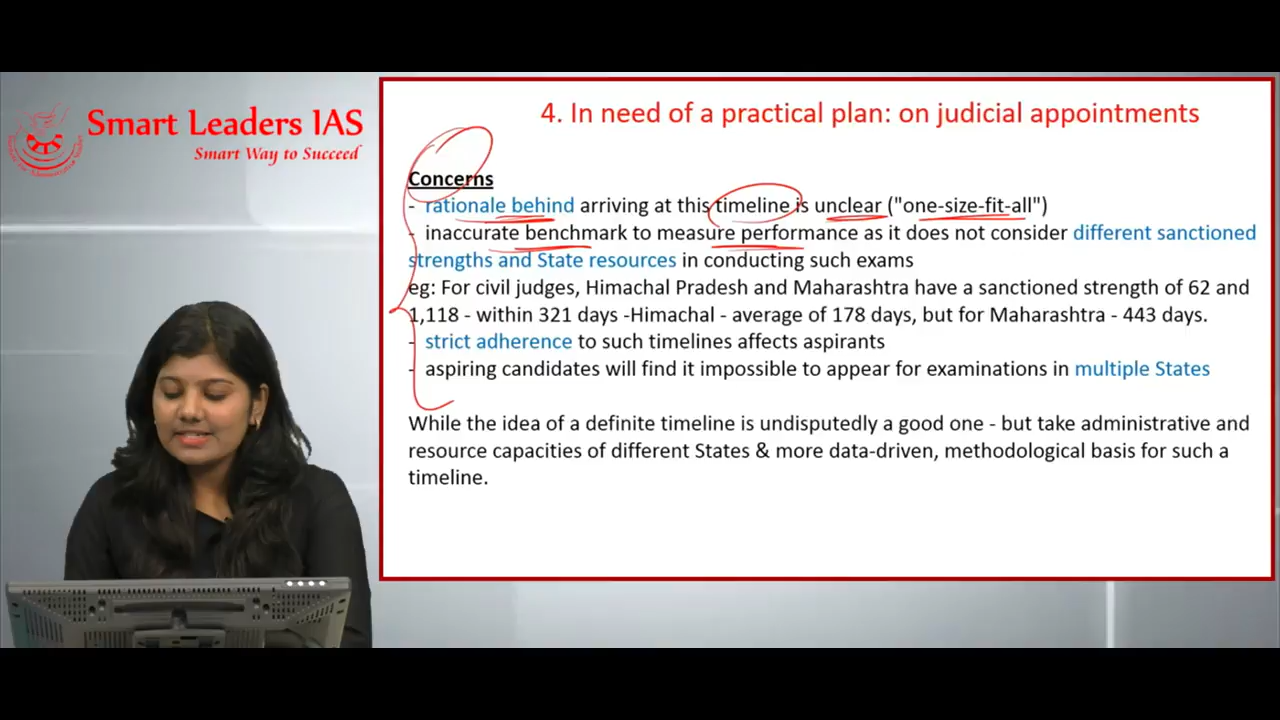 Smart Leaders IAS
Smart Way to Succeed
4. In need of a practical plan: on judicial appointments
Concerns
- rationale behind arriving at this timeline is unclear ("one-size-fit-all")
- inaccurate benchmark to measure performance as it does not consider different sanctioned
strengths and State resources in conducting such exams
eg: For civil judges, Himachal Pradesh and Maharashtra have a sanctioned strength of 62 and
1,118 - within 321 days -Himachal - average of 178 days, but for Maharashtra - 443 days.
- strict adherence to such timelines affects aspirants
- aspiring candidates will find it impossible to appear for examinations in multiple States
While the idea of a definite timeline is undisputedly a good one - but take administrative and
resource capacities of different States & more data-driven, methodological basis for such a
timeline.